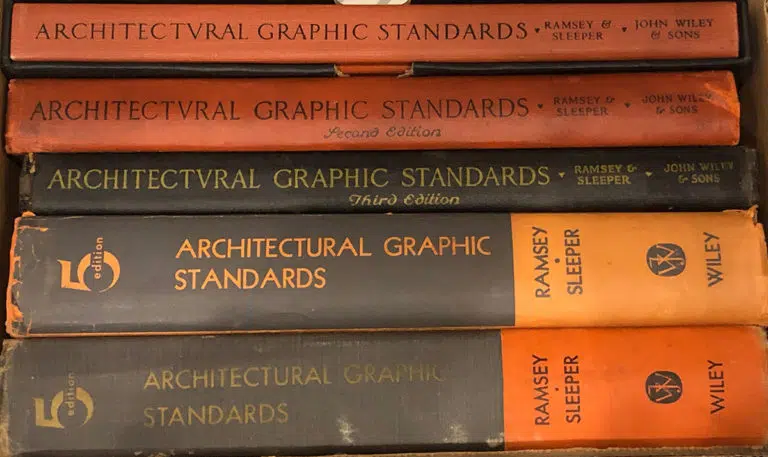 ARCHITECTVRAL GRAPHIC STANDARDS ▾ RAMSEY & SLEEPER ▾ JOHN WILEY & SONS
ARCHITECTVRAL GRAPHIC STANDARDS ▾ RAMSEY & SLEEPER ▾ JOHN WILEY & SONS
Second Edition
ARCHITECTVRAL GRAPHIC STANDARDS ▾ RAMSEY & SLEEPER ▾ JOHN WILEY & SONS
Third Edition
5 edition
ARCHITECTURAL GRAPHIC
STANDARDS
RAMSEY
SLEEPER
WILEY
5 edition
ARCHITECTURAL GRAPHIC
STANDARDS
RAMSEY
SLEEPER
WILEY